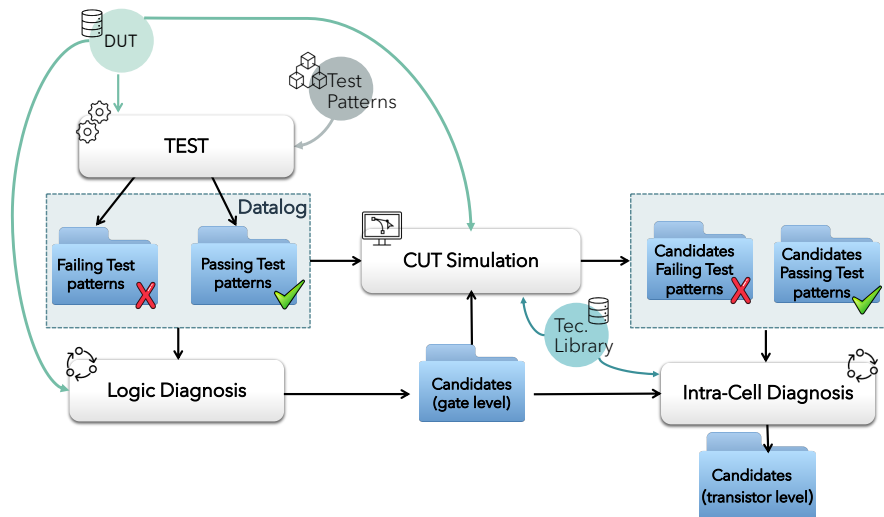 DUT
Test
Patterns
TEST
Datalog
Failing Test
patterns
Passing Test
patterns
CUT Simulation
Candidates
Failing Test
patterns
Candidates
Passing Test
patterns
Tec.
Library
Logic Diagnosis
Candidates
(gate level)
Intra-Cell Diagnosis
Candidates
(transistor level)